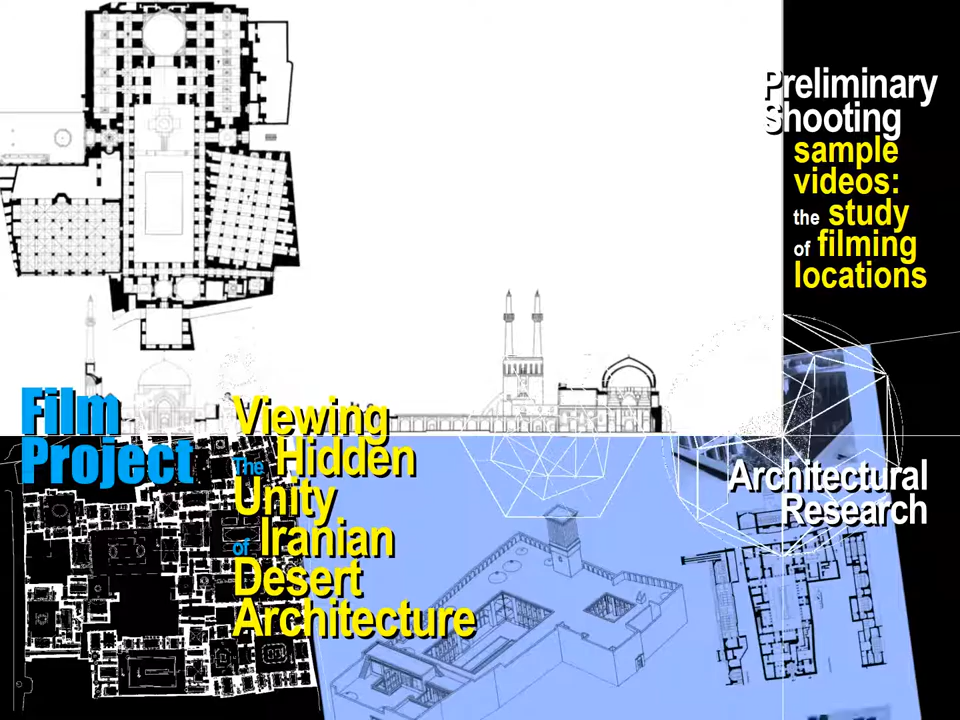 Preliminary
Shooting
sample
videos:
the study
of filming
locations
Film
Project
Viewing
The Hidden
Unity
of Iranian
Desert
Architecture
Architectural
Research